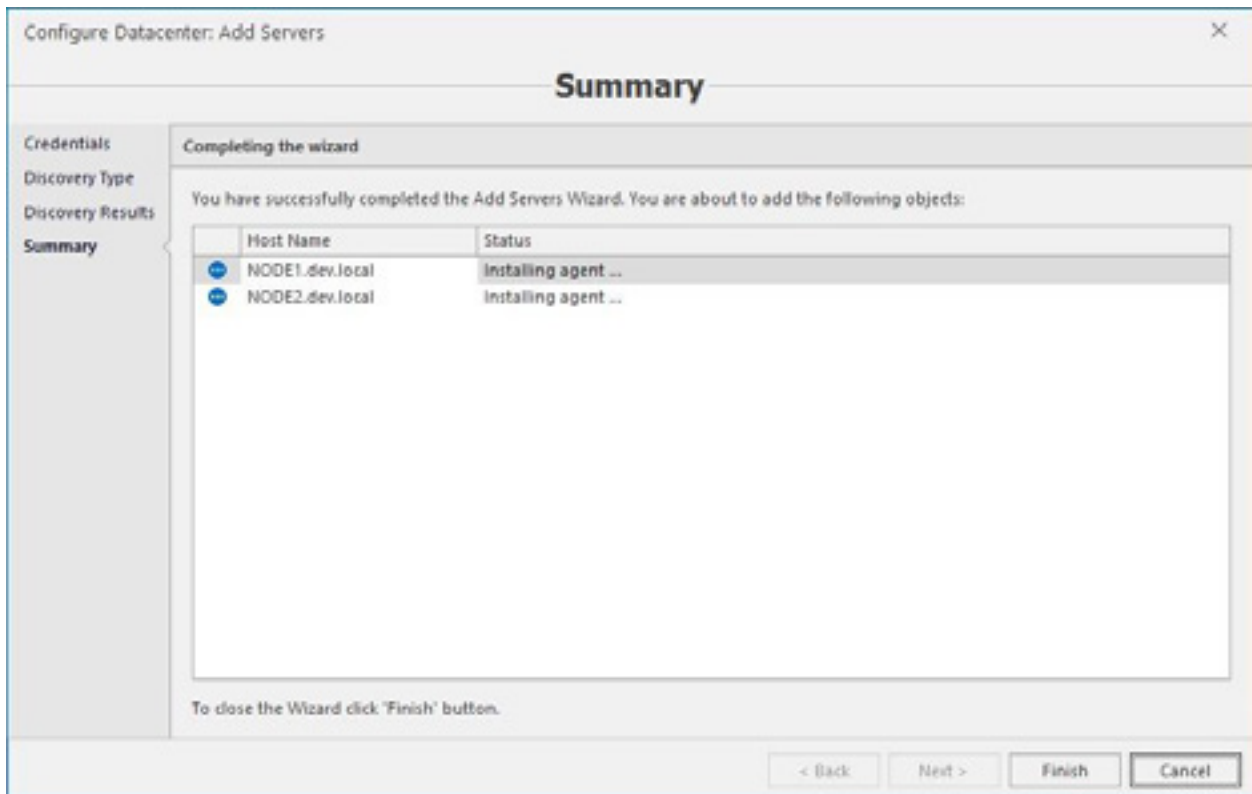 Configure Datacenter: Add Servers
Summary
Credentials
Discovery Type
Discovery Results
Summary
Completing the wizard
You have successfully completed the Add Servers Wizard. You are about to add the following objects:
Host Name Status
NODE1.dev.local Installing agent ...
NODE2.dev.local Installing agent ...
To close the Wizard click 'Finish' button.
< Back Next > Finish Cancel